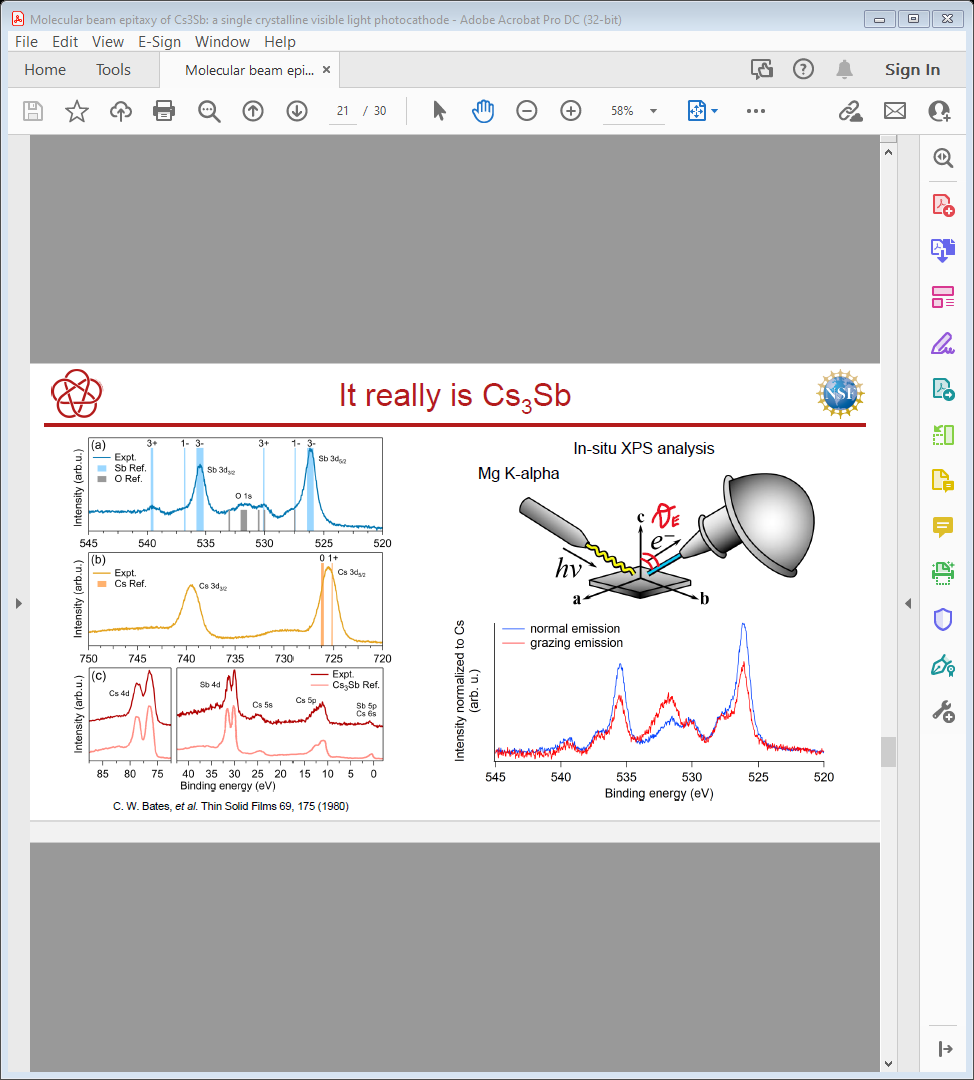 Molecular beam epitaxy of Cs3Sb: a single crystalline visible light photocathode - Adobe Acrobat Pro DC (32-bit)
File Edit View E-Sign Window Help
Home Tools Molecular beam epi... × Sign In
21 / 30 58%
It really is Cs3Sb
NSF
(a) 3+ 1- 3- 3+ 1- 3-
Expt.
Sb Ref.
O Ref.
Sb 3d3/2
O 1s
Sb 3d5/2
Intensity (arb.u.)
545 540 535 530 525 520
(b) 0 1+
Expt.
Cs Ref.
Cs 3d3/2
Cs 3d5/2
Intensity (arb.u.)
750 745 740 735 730 725 720
(c)
Expt.
Cs3Sb Ref.
Cs 4d
Sb 4d
Cs 5s
Cs 5p
Sb 5p
Cs 6s
Intensity (arb.u.)
85 80 75 40 35 30 25 20 15 10 5 0
Binding energy (eV)
C. W. Bates, et al. Thin Solid Films 69, 175 (1980)
In-situ XPS analysis
Mg K-alpha
c ϑE
e−
hν
a
b
normal emission
grazing emission
Intensity normalized to Cs
(arb. u.)
545 540 535 530 525 520
Binding energy (eV)